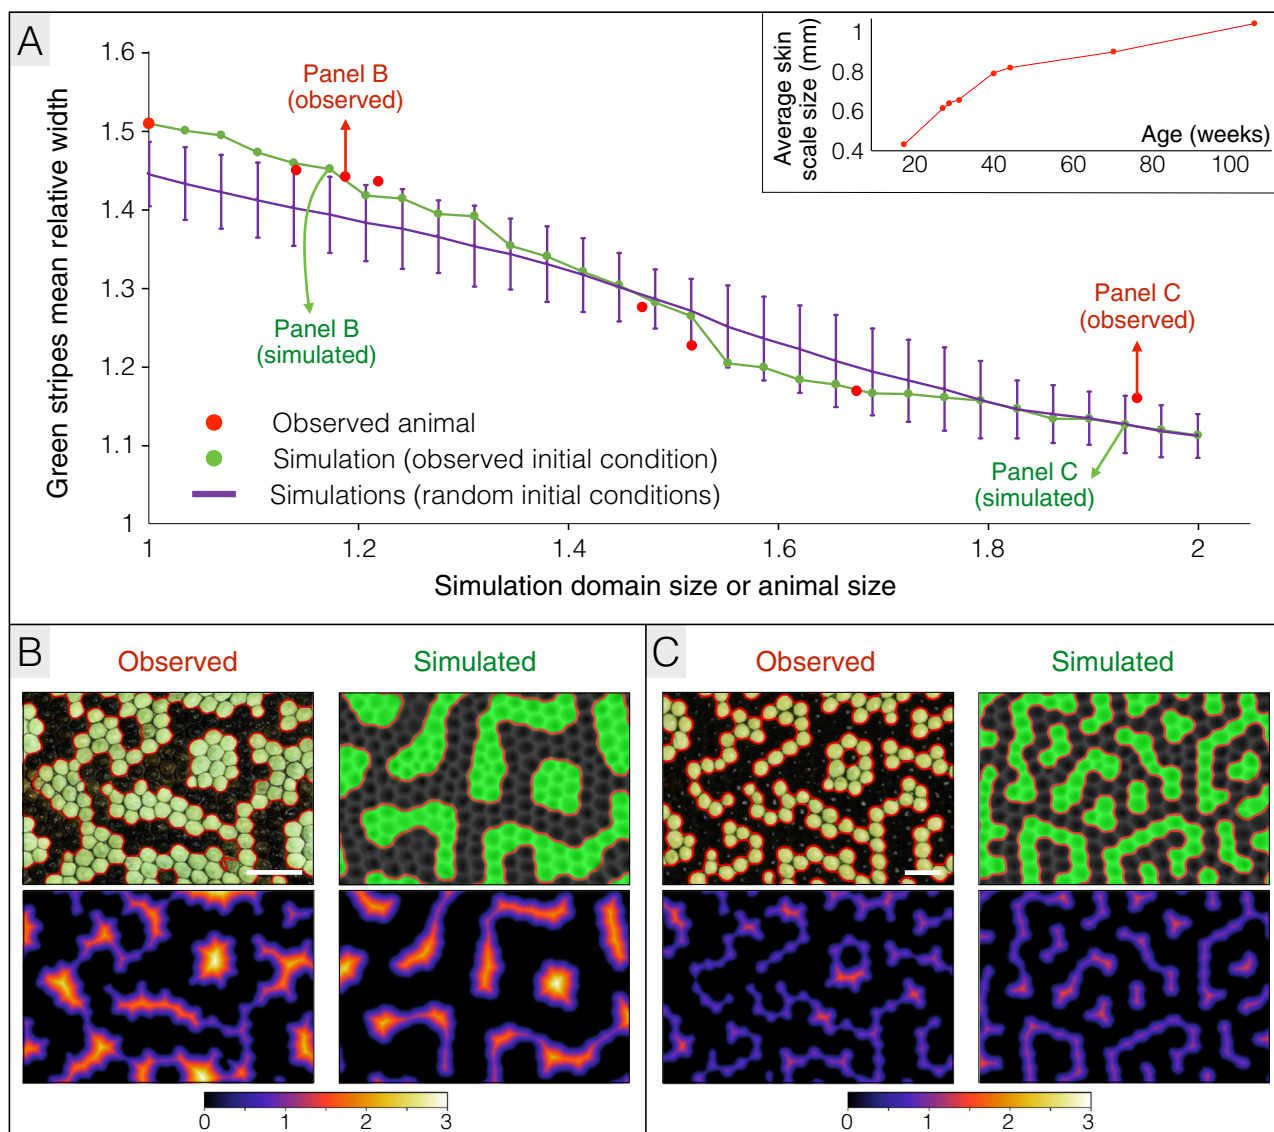 A
1.6
1.5
1.4
1.3
1.2
1.1
1
Green stripes mean relative width
Panel B
(observed)
Panel B
(simulated)
Panel C
(observed)
Panel C
(simulated)
Observed animal
Simulation (observed initial condition)
Simulations (random initial conditions)
1 1.2 1.4 1.6 1.8 2
Simulation domain size or animal size
Average skin
scale size (mm)
1
0.8
0.6
0.4
Age (weeks)
20 40 60 80 100
B
Observed Simulated
0 1 2 3
C
Observed Simulated
0 1 2 3